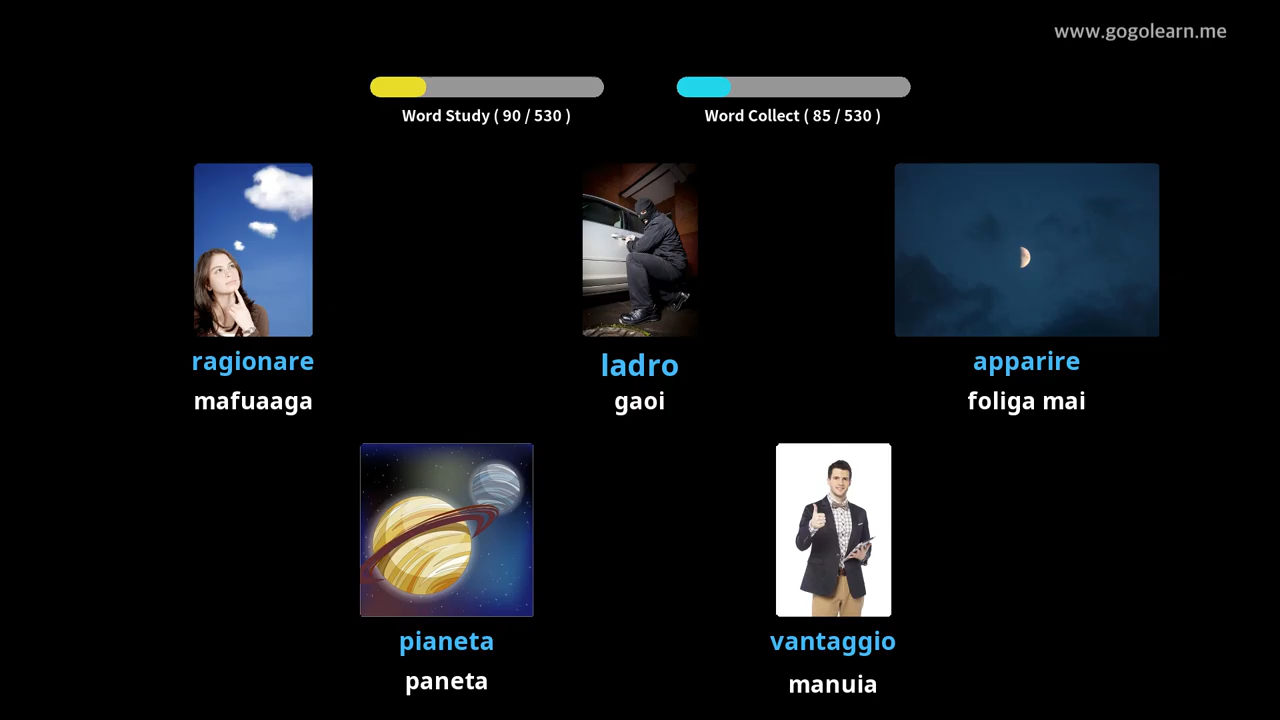 www.gogolearn.me
Word Study ( 90 / 530 )
Word Collect ( 85 / 530 )
ragionare
mafuaaga
ladro
gaoi
apparire
foliga mai
pianeta
paneta
vantaggio
manuia